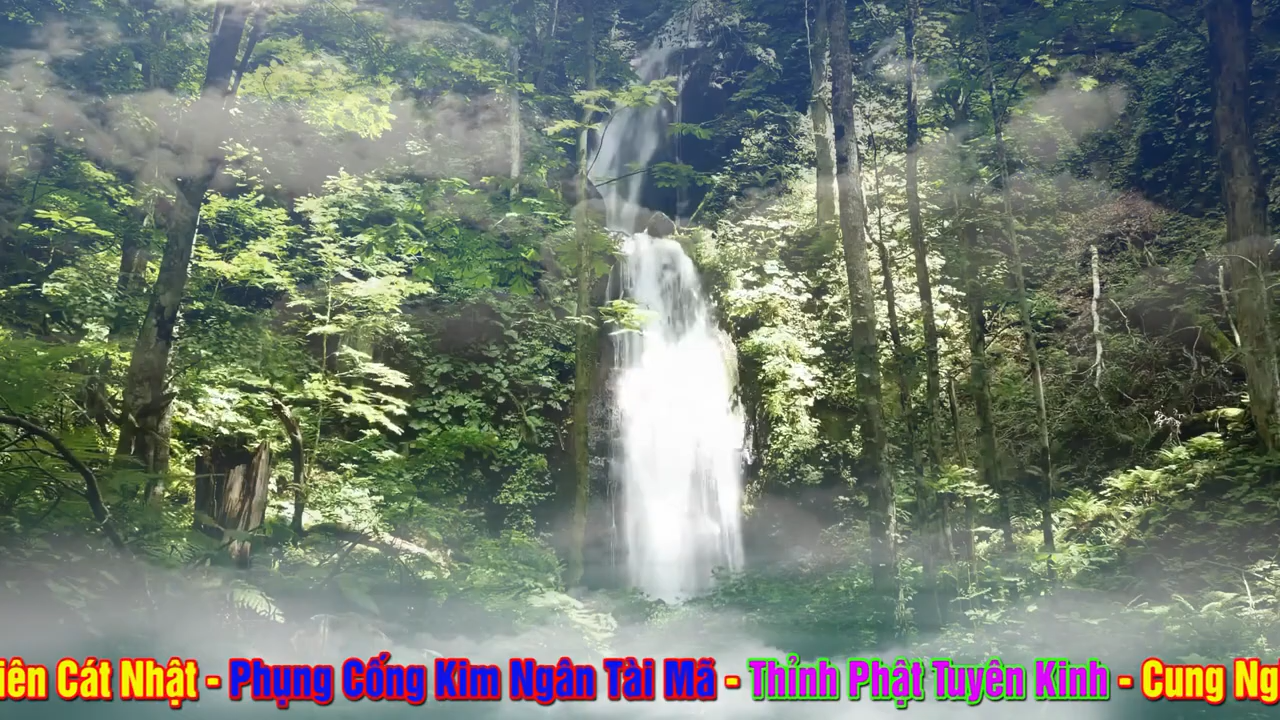 iên Cát Nhật - Phụng Cống Kim Ngân Tài Mã - Thỉnh Phật Tuyên Kinh - Cung Ng